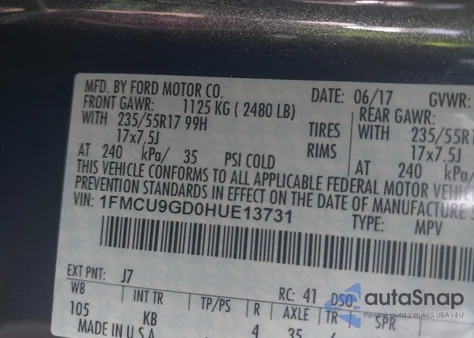 MFD. BY FORD MOTOR CO. DATE: 06/17 GVWR:
FRONT GAWR: 1125 KG ( 2480 LB) REAR GAWR:
WITH 235/55R17 99H TIRES 235/55R1
17x7.5J RIMS 17x7.5J
AT 240 kPa/ 35 PSI COLD AT 240
THIS VEHICLE CONFORMS TO ALL APPLICABLE FEDERAL MOTOR VEHIC
PREVENTION STANDARDS IN EFFECT ON THE DATE OF MANUFACTU
VIN: 1FMCU9GD0HUE13731 TYPE: MPV
EXT PNT: J7 RC: 41 DSO:
WB INT TR TP/PS R AXLE TR SPR
105 KB 4 35
MADE IN U.S.A.
autoSnap